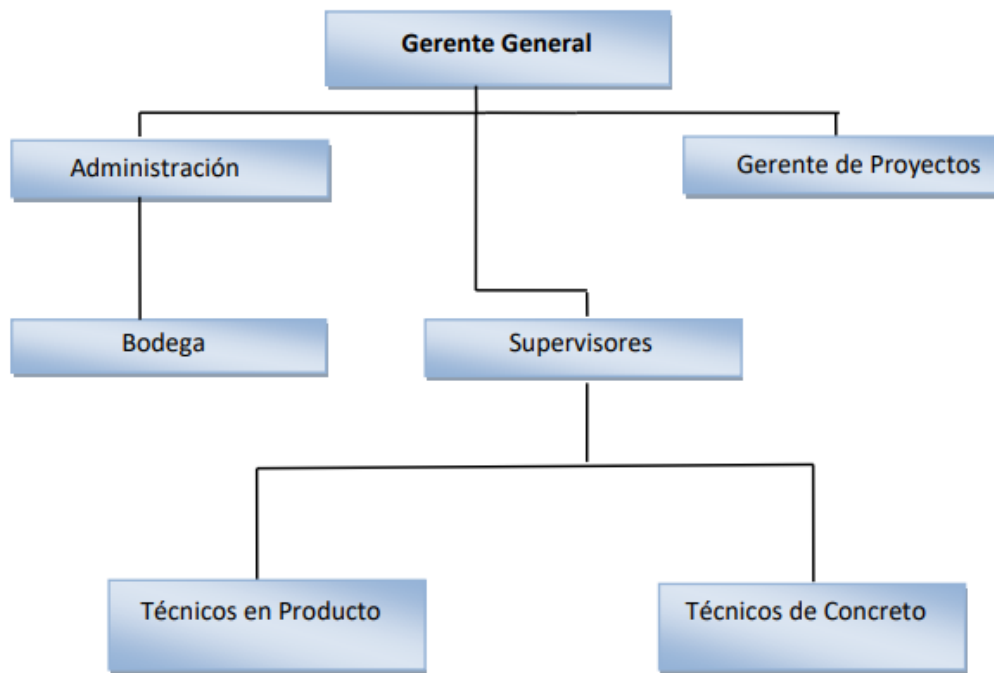 Gerente General
Administración
Gerente de Proyectos
Bodega
Supervisores
Técnicos en Producto
Técnicos de Concreto